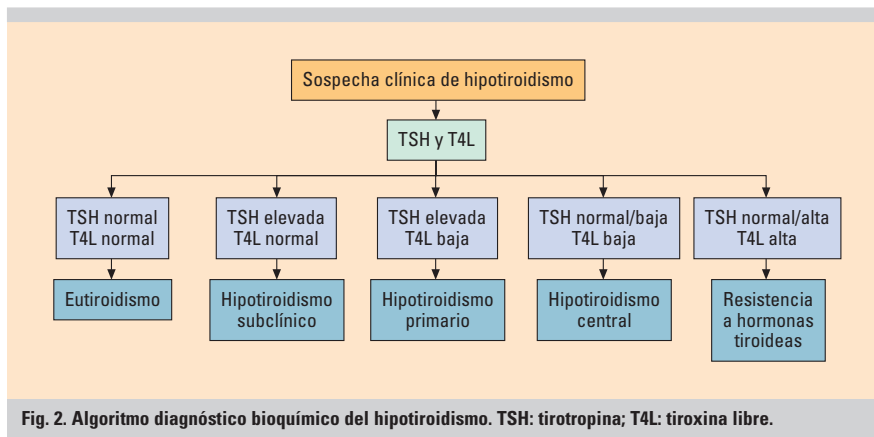 Sospecha clínica de hipotiroidismo
TSH y T4L
TSH normal
T4L normal
TSH elevada
T4L normal
TSH elevada
T4L baja
TSH normal/baja
T4L baja
TSH normal/alta
T4L alta
Eutiroidismo
Hipotiroidismo
subclínico
Hipotiroidismo
primario
Hipotiroidismo
central
Resistencia
a hormonas
tiroideas
Fig. 2. Algoritmo diagnóstico bioquímico del hipotiroidismo. TSH: tirotropina; T4L: tiroxina libre.